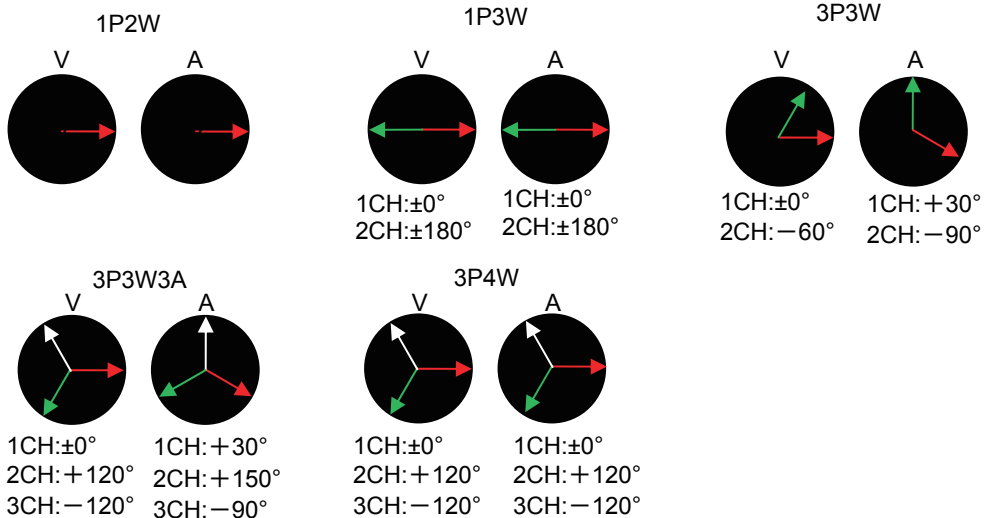 1P2W
V A
1P3W
V A
1CH:±0° 1CH:±0°
2CH:±180° 2CH:±180°
3P3W
V A
1CH:±0° 1CH:+30°
2CH:-60° 2CH:-90°
3P3W3A
V A
1CH:±0° 1CH:+30°
2CH:+120° 2CH:+150°
3CH:-120° 3CH:-90°
3P4W
V A
1CH:±0° 1CH:±0°
2CH:+120° 2CH:+120°
3CH:-120° 3CH:-120°